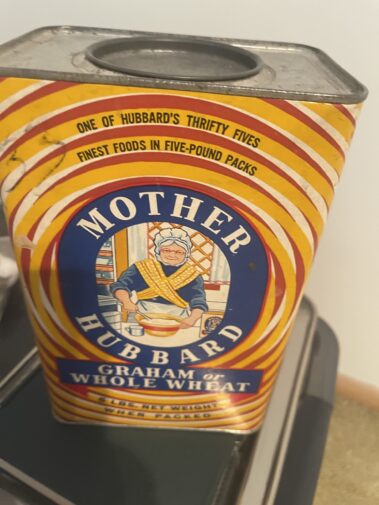 ONE OF HUBBARD'S THRIFTY FIVES
FINEST FOODS IN FIVE-POUND PACKS
MOTHER
HUBBARD
GRAHAM or
WHOLE WHEAT
5 LBS. NET WEIGHT
WHEN PACKED